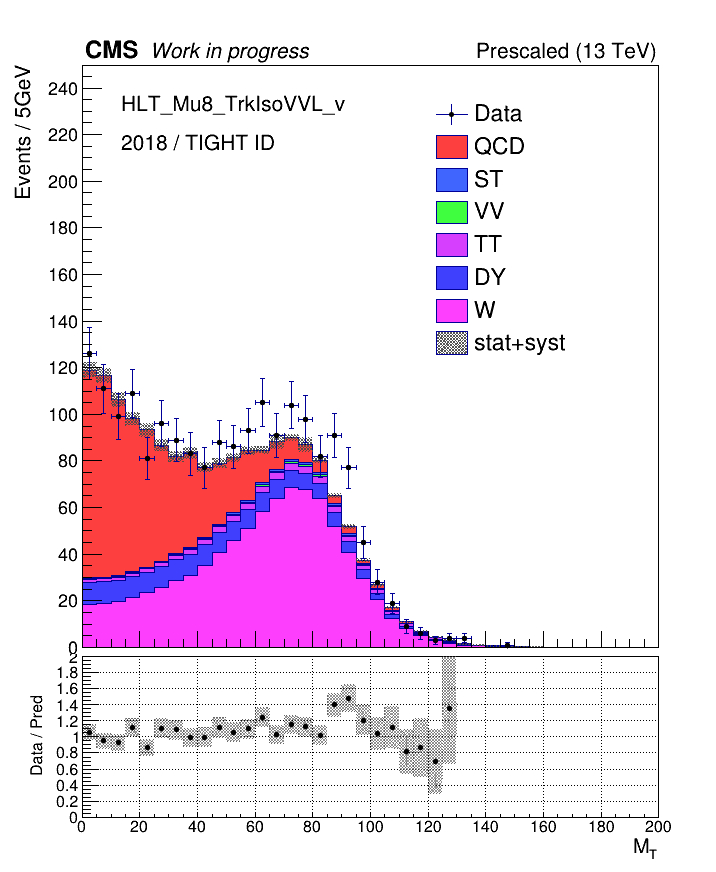 CMS Work in progress Prescaled (13 TeV)
Events / 5GeV
HLT_Mu8_TrkIsoVVL_v
2018 / TIGHT ID
Data
QCD
ST
VV
TT
DY
W
stat+syst
240
220
200
180
160
140
120
100
80
60
40
20
0
Data / Pred
2
1.8
1.6
1.4
1.2
1
0.8
0.6
0.4
0.2
0
0 20 40 60 80 100 120 140 160 180 200
M_T